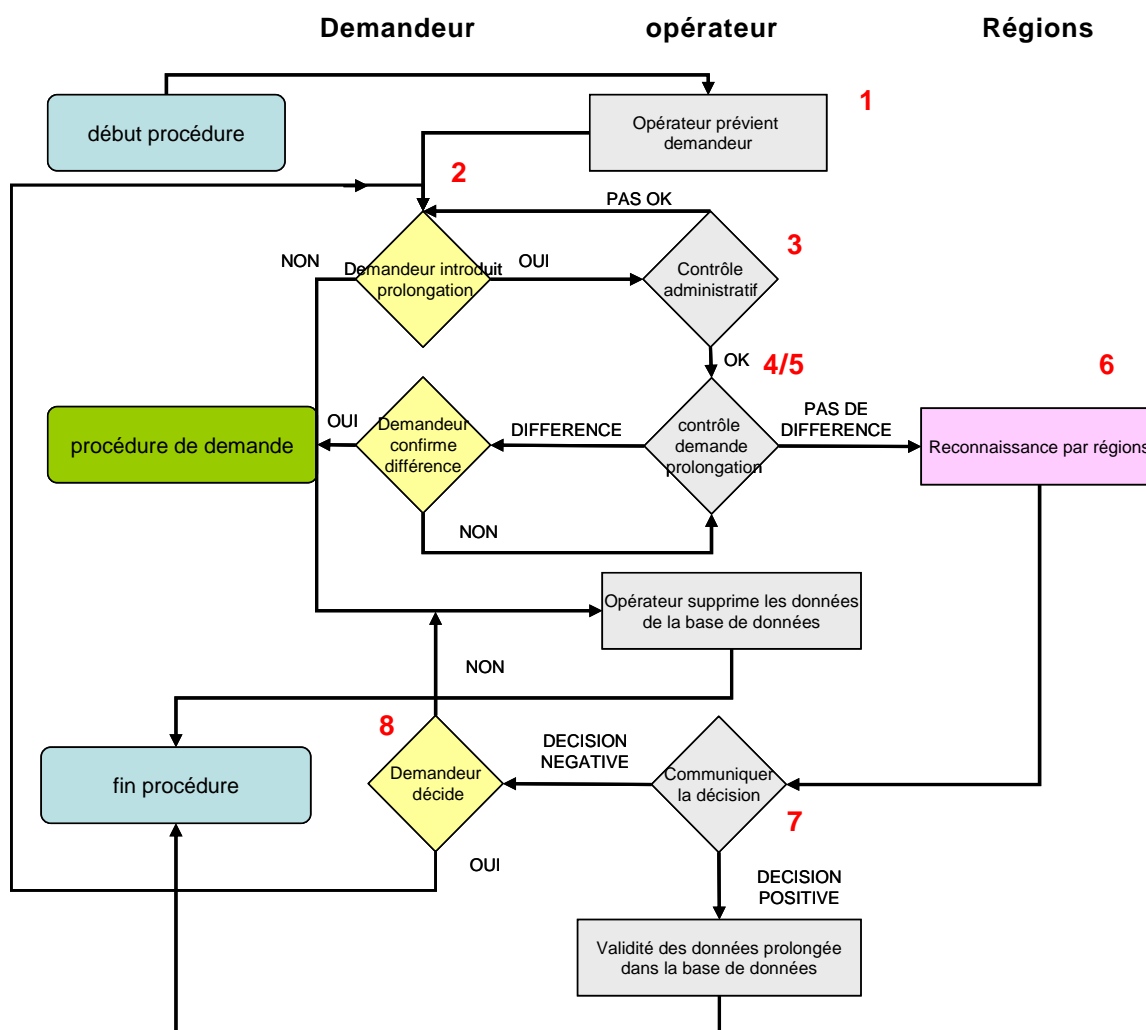 Demandeur opérateur Régions
1
début procédure
Opérateur prévient
demandeur
2
PAS OK
3
NON
Demandeur introduit
prolongation
OUI
Contrôle
administratif
OK
4/5
6
OUI
procédure de demande
Demandeur
confirme
différence
DIFFERENCE
contrôle
demande
prolongation
PAS DE
DIFFERENCE
Reconnaissance par régions
NON
Opérateur supprime les données
de la base de données
NON
8
fin procédure
Demandeur
décide
DECISION
NEGATIVE
Communiquer
la décision
7
OUI
DECISION
POSITIVE
Validité des données prolongée
dans la base de données